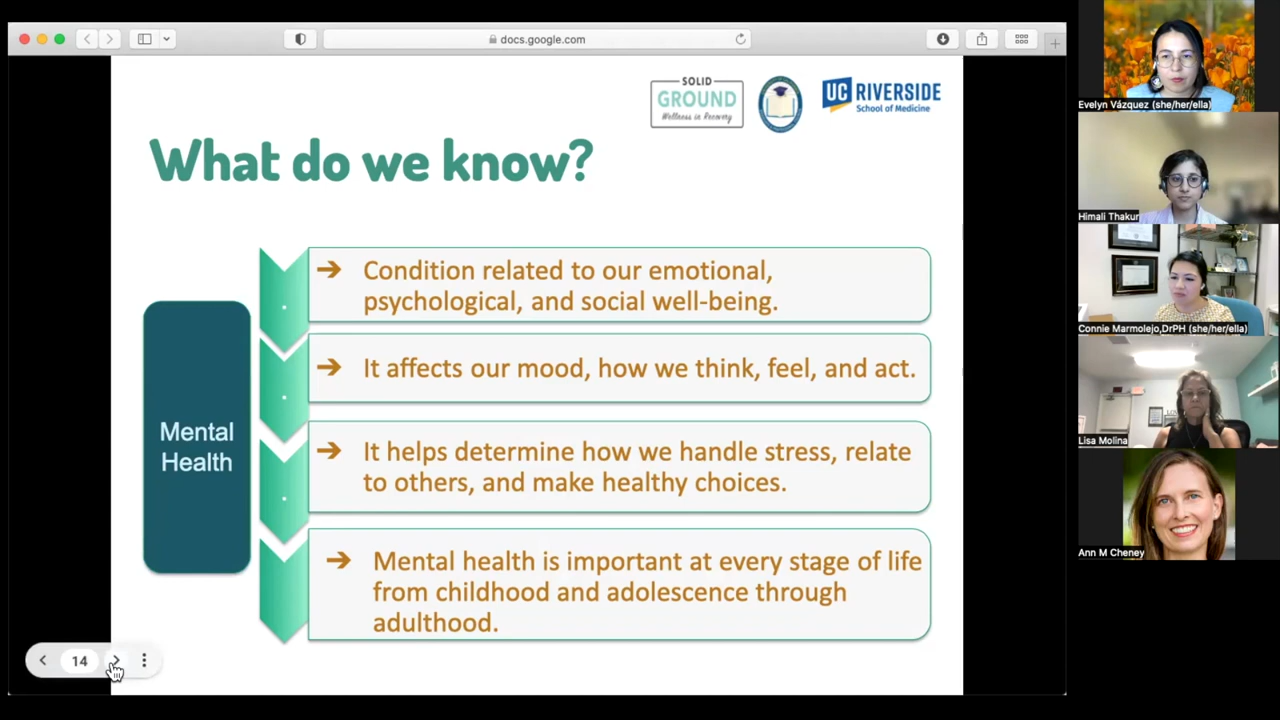 docs.google.com
SOLID
GROUND
Wellness in Recovery
UC RIVERSIDE
School of Medicine
What do we know?
Mental
Health
➔ Condition related to our emotional,
psychological, and social well-being.
➔ It affects our mood, how we think, feel, and act.
➔ It helps determine how we handle stress, relate
to others, and make healthy choices.
➔ Mental health is important at every stage of life
from childhood and adolescence through
adulthood.
14
Evelyn Vázquez (she/her/ella)
Himali Thakur
Connie Marmolejo,DrPH (she/her/ella)
Lisa Molina
Ann M Cheney